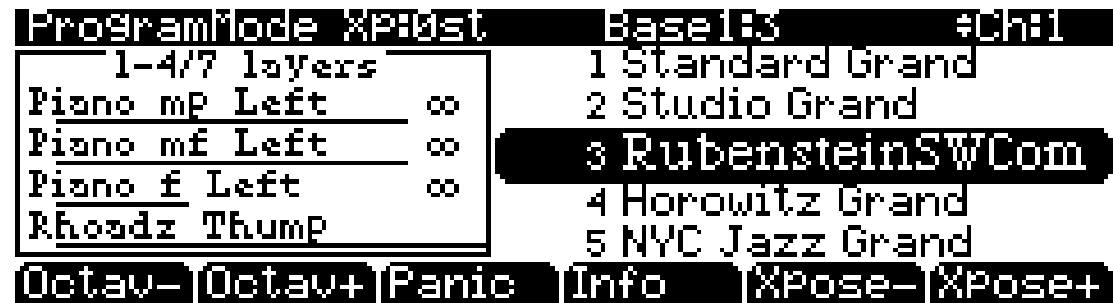 ProgramMode Xp:0st Base1:3 ÷Ch:1
1-4/7 layers
Piano mp Left ∞
Piano mf Left ∞
Piano f Left ∞
Rhoadz Thump
1 Standard Grand
2 Studio Grand
3 RubensteinSWCom
4 Horowitz Grand
5 NYC Jazz Grand
Octav- Octav+ Panic Info Xpose- Xpose+